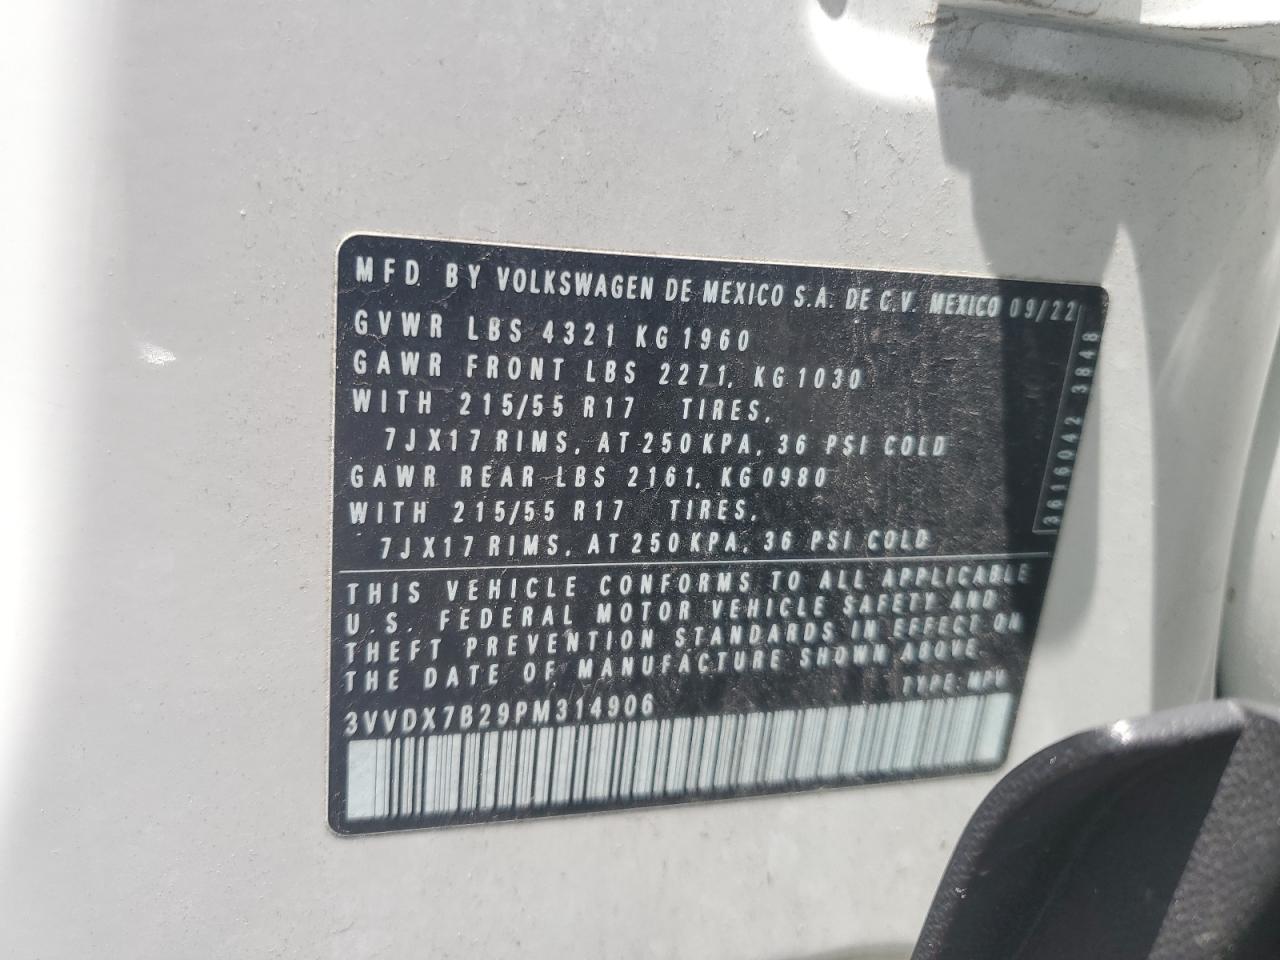 MFD. BY VOLKSWAGEN DE MEXICO S.A. DE C.V. MEXICO 09/22
GVWR LBS 4321 KG 1960
GAWR FRONT LBS 2271, KG 1030
WITH 215/55 R17 TIRES,
7JX17 RIMS, AT 250 KPA, 36 PSI COLD
GAWR REAR LBS 2161, KG 0980
WITH 215/55 R17 TIRES,
7JX17 RIMS, AT 250 KPA, 36 PSI COLD
3616042 3848
THIS VEHICLE CONFORMS TO ALL APPLICABLE
U.S. FEDERAL MOTOR VEHICLE SAFETY AND
THEFT PREVENTION STANDARDS IN EFFECT ON
THE DATE OF MANUFACTURE SHOWN ABOVE
TYPE: MPV
3VVDX7B29PM314906